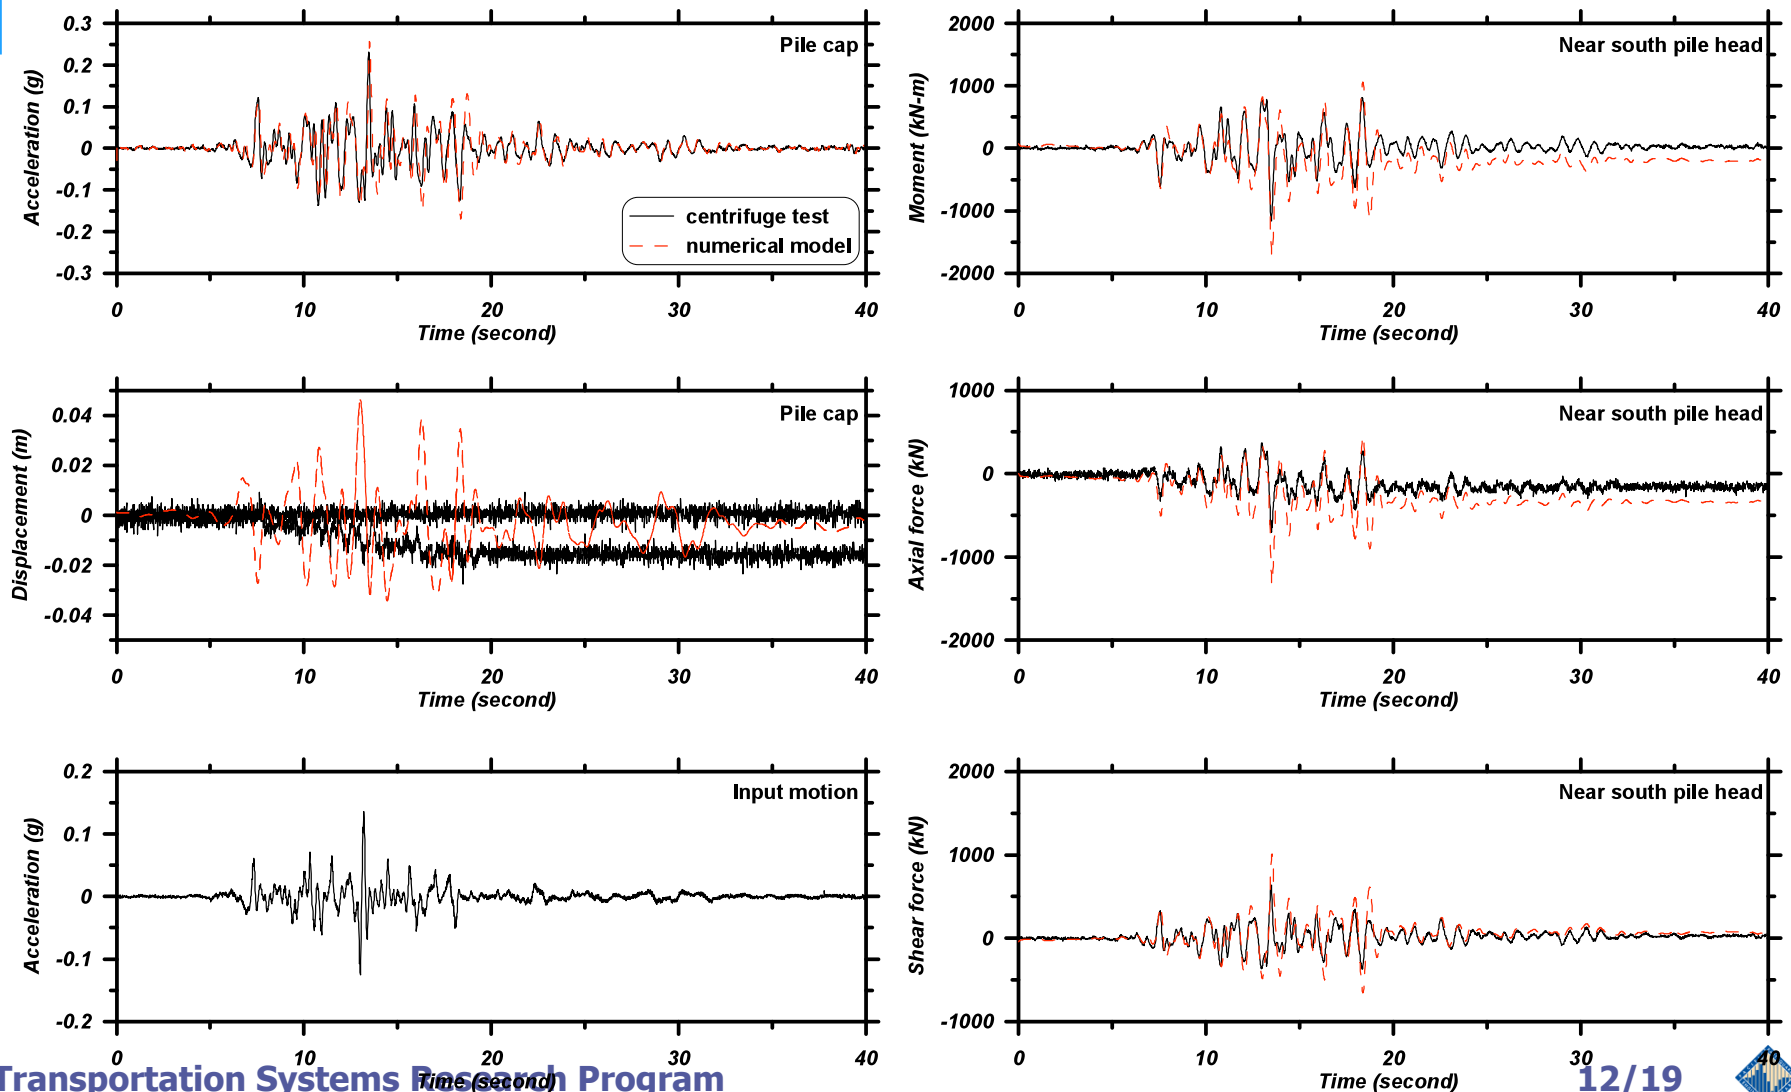 0.3
0.2
0.1
0
-0.1
-0.2
-0.3
Acceleration (g)
Pile cap
centrifuge test
numerical model
0 10 20 30 40
Time (second)
2000
1000
0
-1000
-2000
Moment (kN-m)
Near south pile head
0 10 20 30 40
Time (second)
0.04
0.02
0
-0.02
-0.04
Displacement (m)
Pile cap
0 10 20 30 40
Time (second)
1000
0
-1000
-2000
Axial force (kN)
Near south pile head
0 10 20 30 40
Time (second)
0.2
0.1
0
-0.1
-0.2
Acceleration (g)
Input motion
0 10 20 30 40
Time (second)
2000
1000
0
-1000
Shear force (kN)
Near south pile head
0 10 20 30 40
Time (second)
Transportation Systems Research Program
12/19